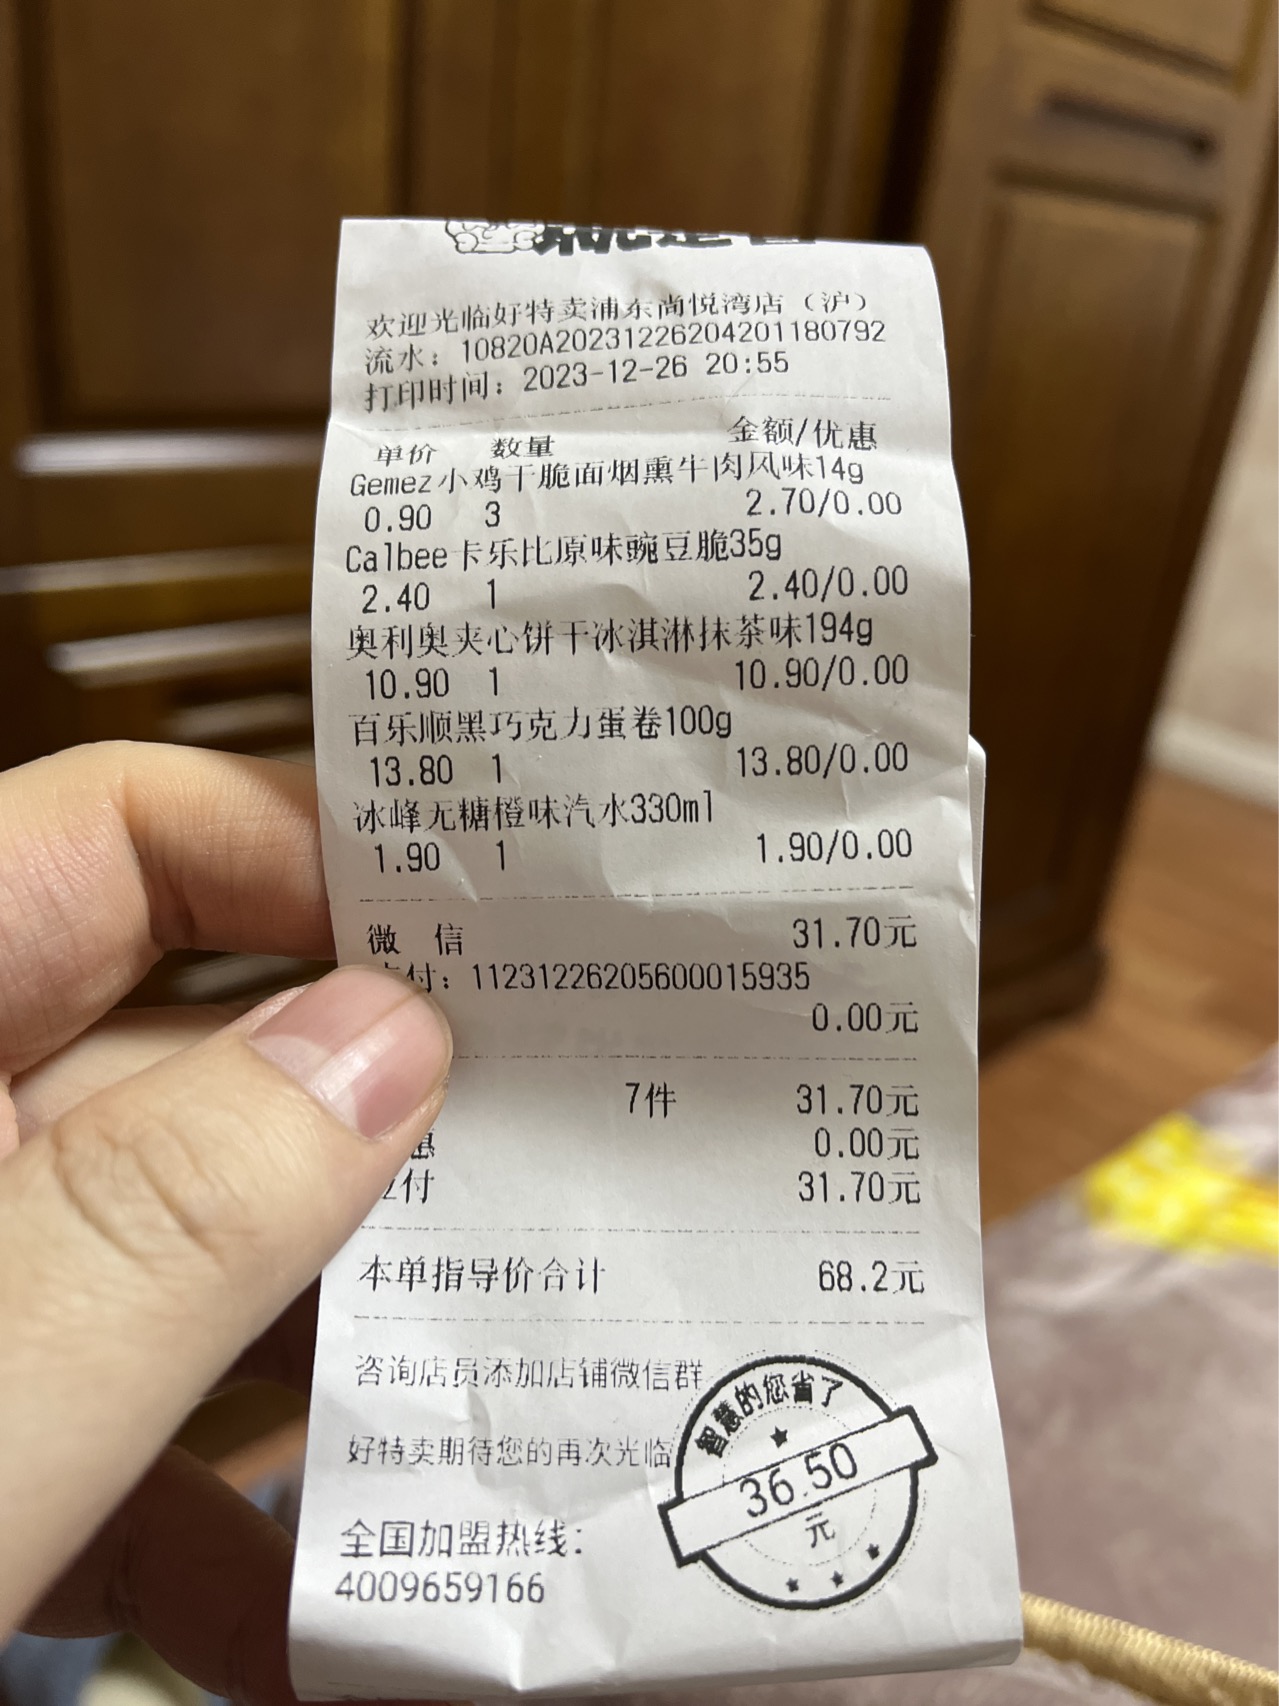 欢迎光临好特卖浦东尚悦湾店（沪）
流水：10820A20231226204201180792
打印时间：2023-12-26 20:55
单价 数量 金额/优惠
Gemez小鸡干脆面烟熏牛肉风味14g
0.90 3 2.70/0.00
Calbee卡乐比原味豌豆脆35g
2.40 1 2.40/0.00
奥利奥夹心饼干冰淇淋抹茶味194g
10.90 1 10.90/0.00
百乐顺黑巧克力蛋卷100g
13.80 1 13.80/0.00
冰峰无糖橙味汽水330ml
1.90 1 1.90/0.00
微 信 31.70元
付：11231226205600015935
0.00元
7件 31.70元
惠 0.00元
付 31.70元
本单指导价合计 68.2元
咨询店员添加店铺微信群
好特卖期待您的再次光临
智慧的您省了
36.50
元
全国加盟热线：
4009659166